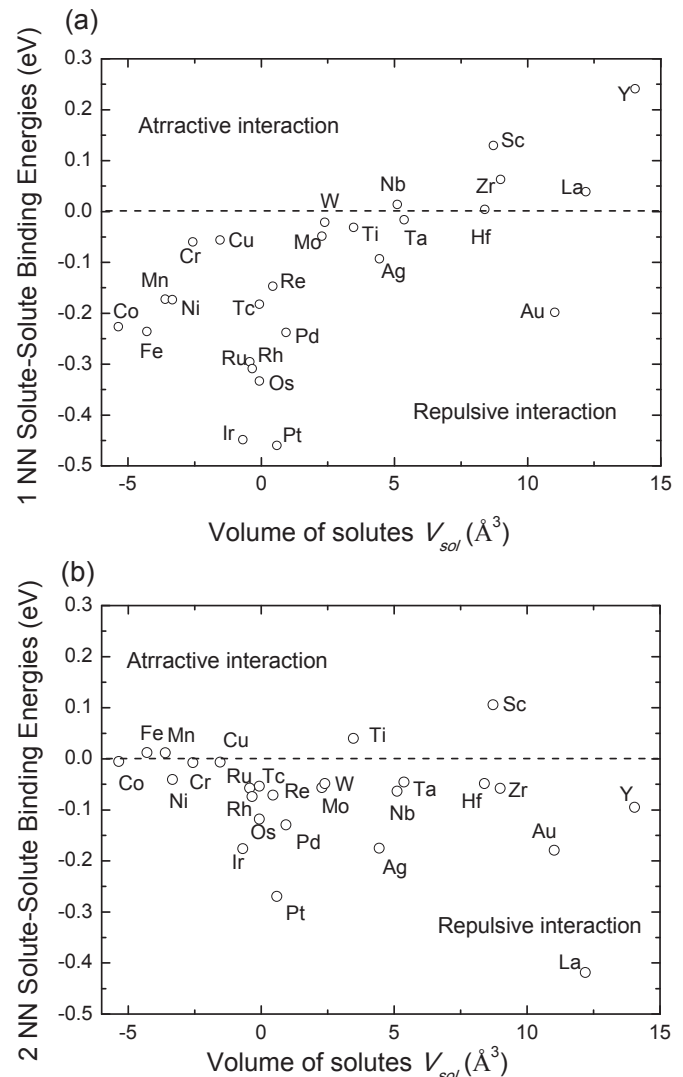 (a)
0.3
0.2
0.1
0.0
-0.1
-0.2
-0.3
-0.4
-0.5
1 NN Solute-Solute Binding Energies (eV)
Atrractive interaction
Y
Sc
Zr
La
Nb
W
Hf
Ta
Ti
Mo
Cu
Cr
Ag
Re
Mn
Ni
Tc
Co
Fe
Pd
Au
Ru
Rh
Os
Ir
Pt
Repulsive interaction
-5
0
5
10
15
Volume of solutes V_sol (Å³)
(b)
0.3
0.2
0.1
0.0
-0.1
-0.2
-0.3
-0.4
-0.5
2 NN Solute-Solute Binding Energies (eV)
Atrractive interaction
Sc
Fe
Mn
Cu
Ti
Co
Ni
Cr
Ru
Tc
W
Rh
Re
Mo
Nb
Ta
Hf
Zr
Y
Os
Pd
Au
Ir
Ag
Pt
Repulsive interaction
La
-5
0
5
10
15
Volume of solutes V_sol (Å³)